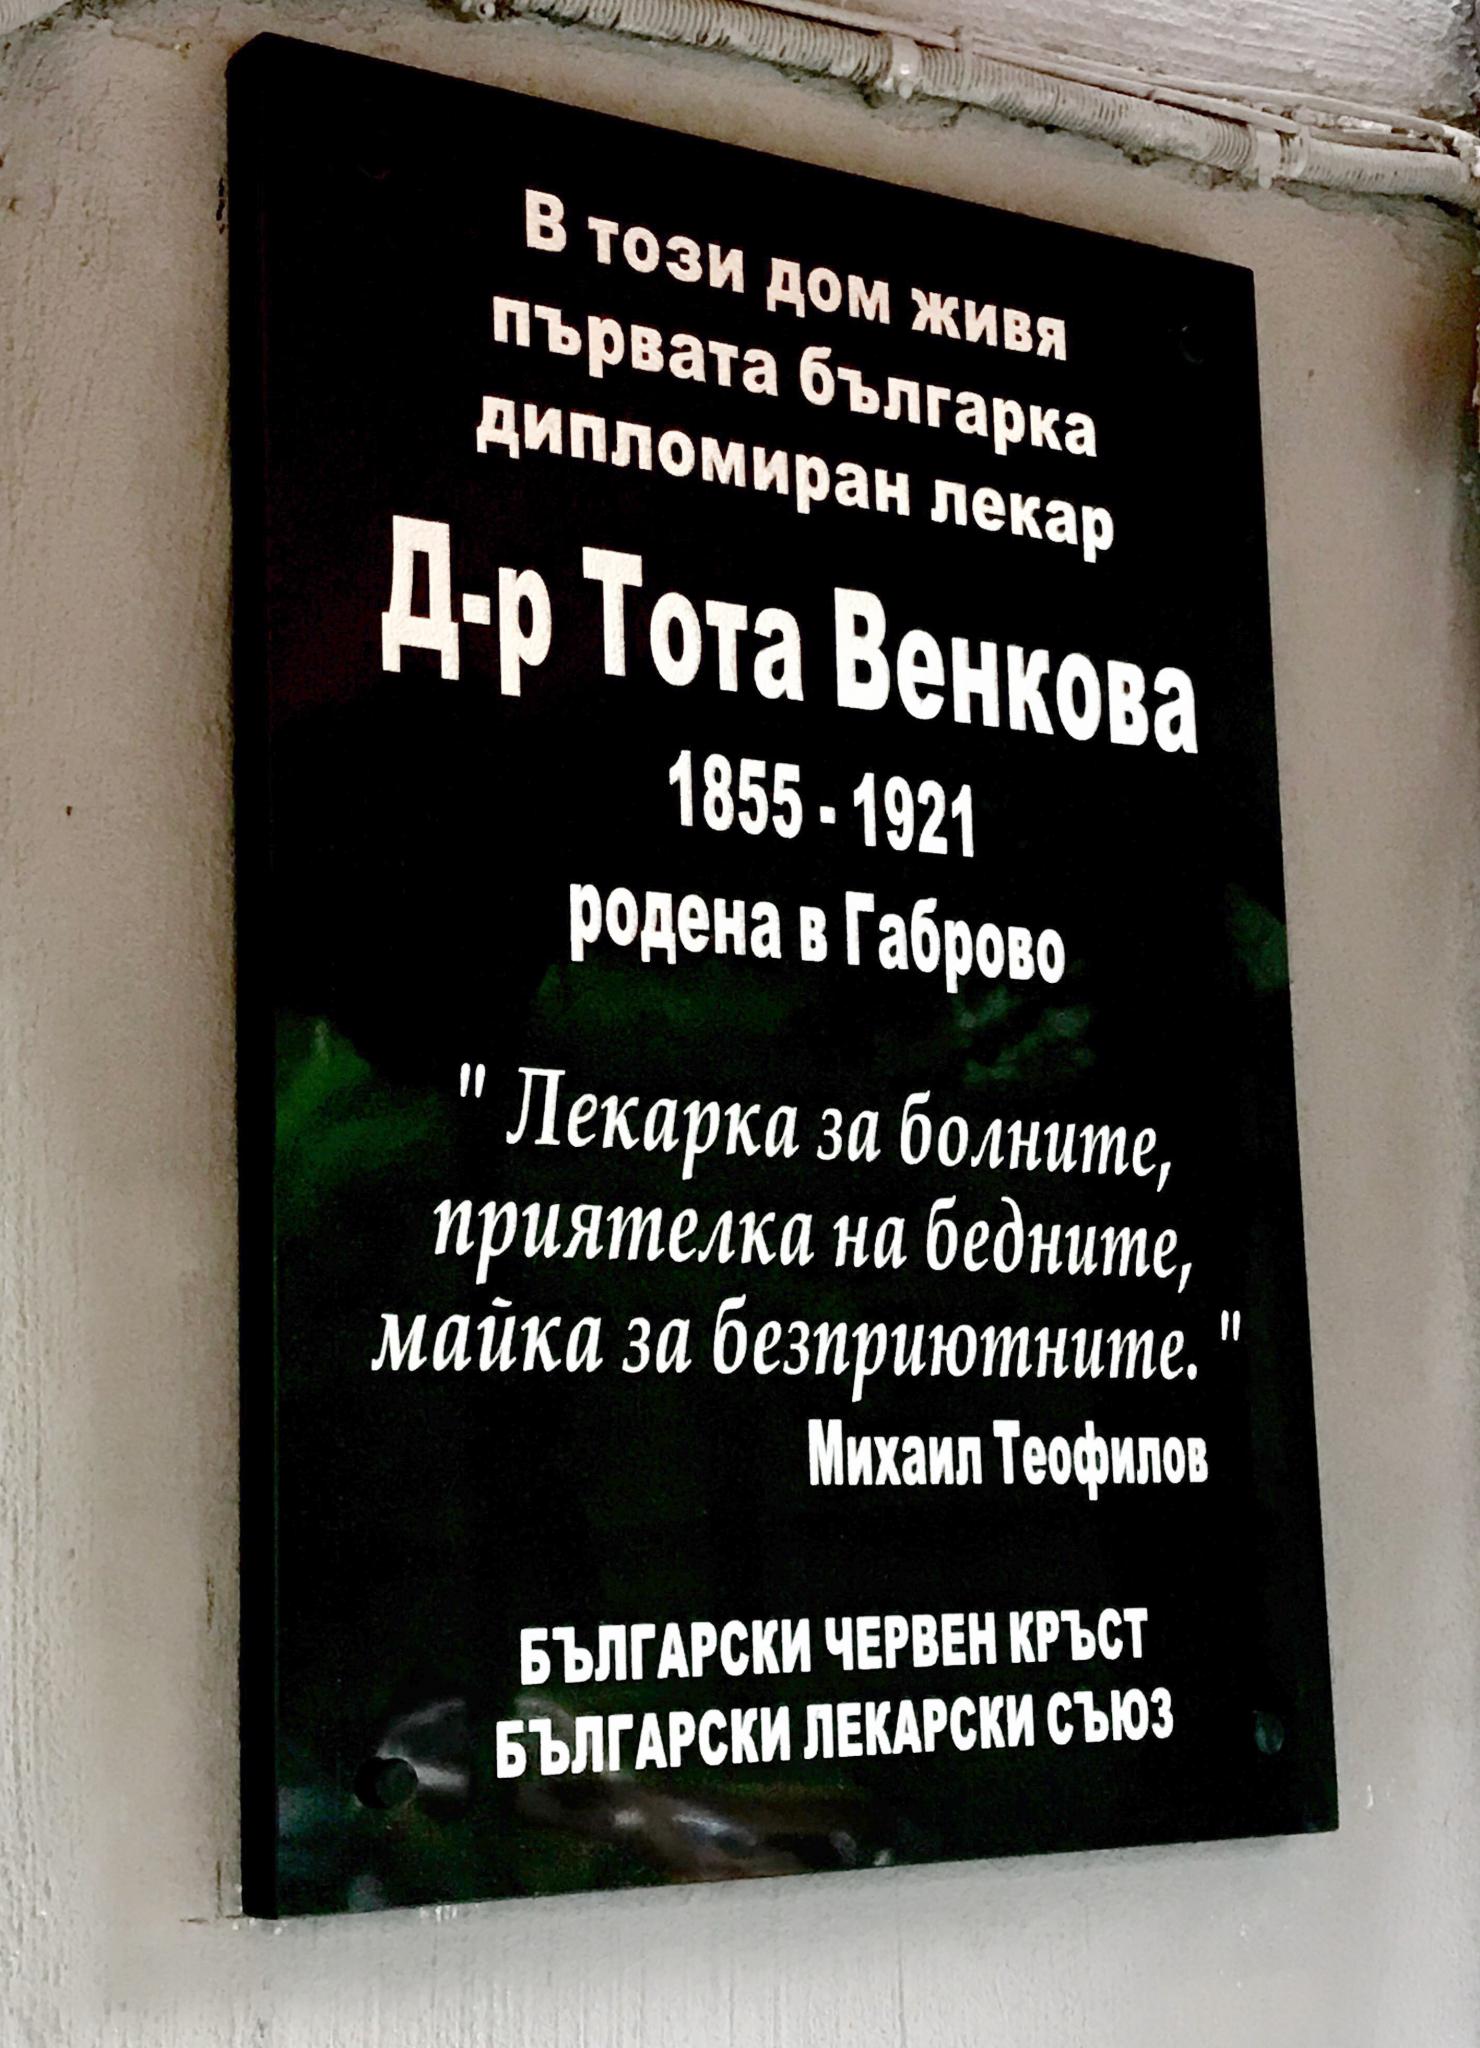 В този дом живя
първата българка
дипломиран лекар
Д-р Тота Венкова
1855 - 1921
родена в Габрово
" Лекарка за болните,
приятелка на бедните,
майка за безприютните. "
Михаил Теофилов
БЪЛГАРСКИ ЧЕРВЕН КРЪСТ
БЪЛГАРСКИ ЛЕКАРСКИ СЪЮЗ